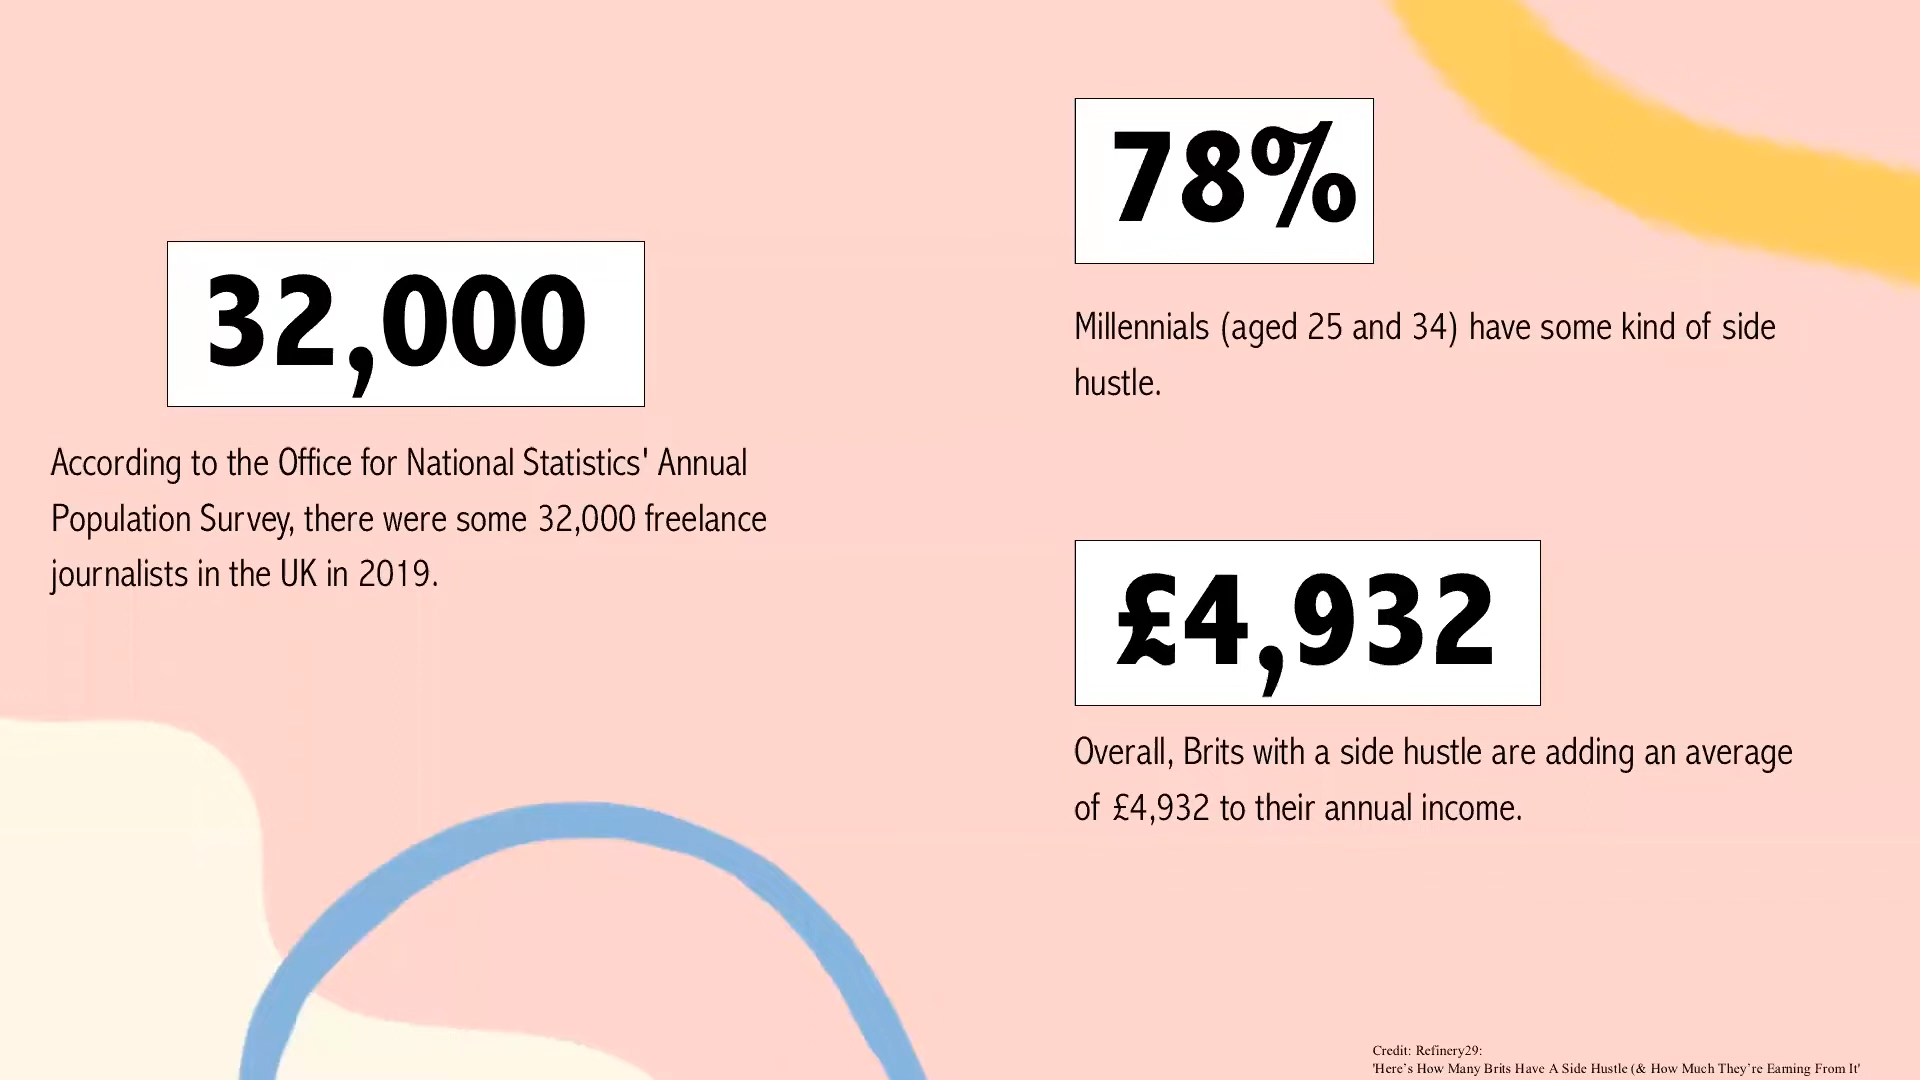 32,000
According to the Office for National Statistics' Annual
Population Survey, there were some 32,000 freelance
journalists in the UK in 2019.
78%
Millennials (aged 25 and 34) have some kind of side
hustle.
£4,932
Overall, Brits with a side hustle are adding an average
of £4,932 to their annual income.
Credit: Refinery29:
'Here’s How Many Brits Have A Side Hustle (& How Much They’re Earning From It'